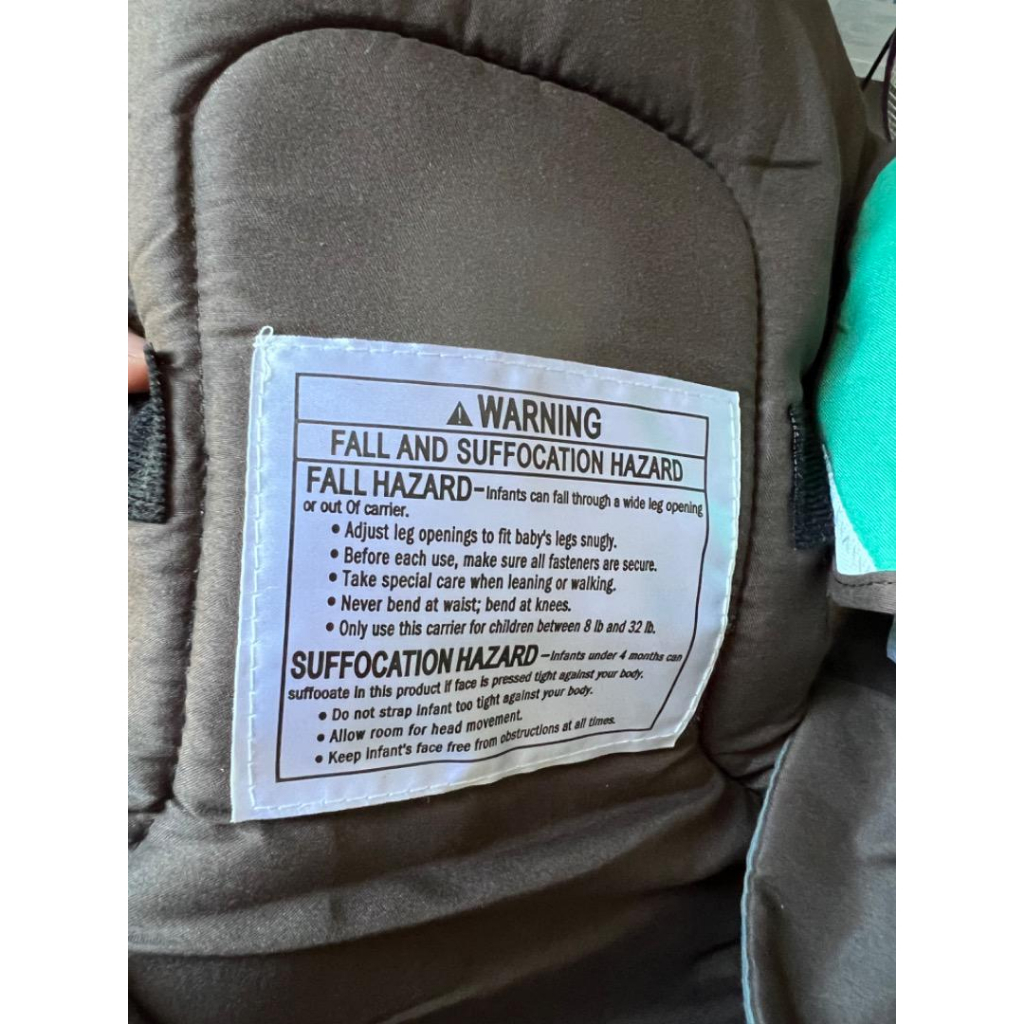 ⚠WARNING
FALL AND SUFFOCATION HAZARD
FALL HAZARD-Infants can fall through a wide leg opening
or out Of carrier.
• Adjust leg openings to fit baby's legs snugly.
• Before each use, make sure all fasteners are secure.
• Take special care when leaning or walking.
• Never bend at waist; bend at knees.
• Only use this carrier for children between 8 lb and 32 lb.
SUFFOCATION HAZARD-Infants under 4 months can
suffooate in this product if face is pressed tight against your body.
• Do not strap infant too tight against your body.
• Allow room for head movement.
• Keep Infant's face free from obstructions at all times.